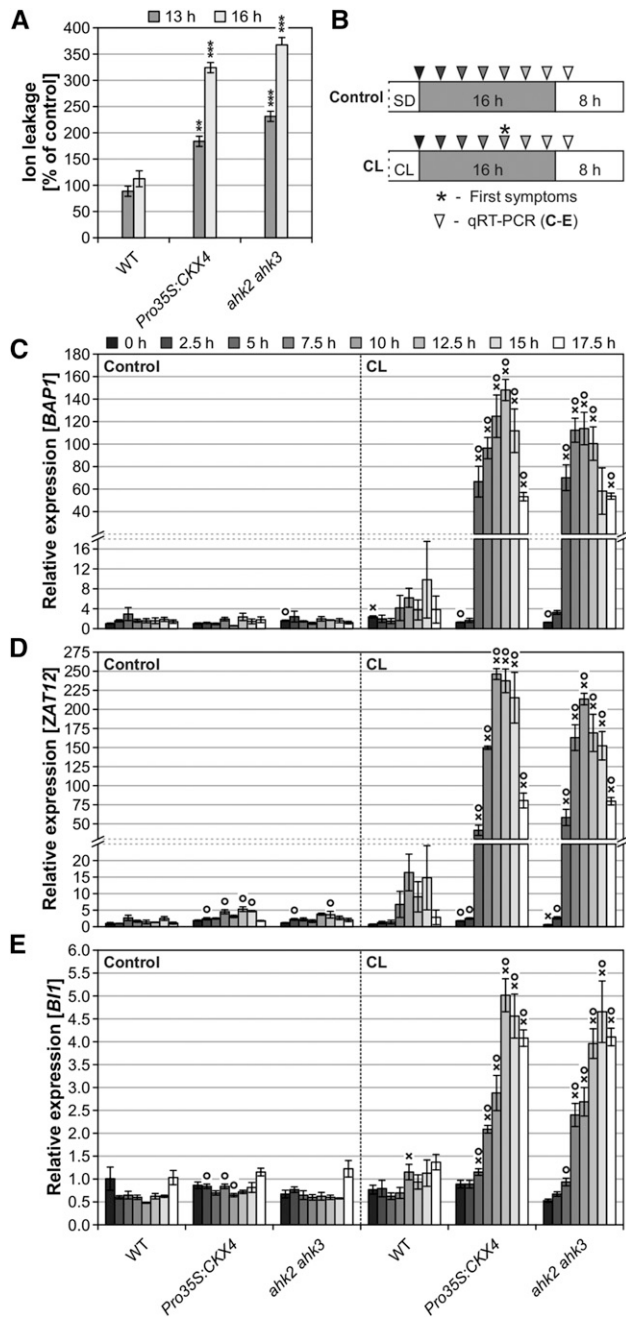 A
13 h 16 h
Ion leakage
[% of control]
400
350
300
250
200
150
100
50
0
** *** *** ***
WT
Pro35S:CKX4
ahk2 ahk3
B
Control SD 16 h 8 h
*
CL CL 16 h 8 h
* - First symptoms
▽ - qRT-PCR (C-E)
0 h 2.5 h 5 h 7.5 h 10 h 12.5 h 15 h 17.5 h
C
Control CL
Relative expression [BAP1]
180
160
140
120
100
80
60
40
16
12
8
4
0
D
Control CL
Relative expression [ZAT12]
275
250
225
200
175
150
125
100
75
50
20
15
10
5
0
E
Control CL
Relative expression [BI1]
6.0
5.5
5.0
4.5
4.0
3.5
3.0
2.5
2.0
1.5
1.0
0.5
0.0
WT
Pro35S:CKX4
ahk2 ahk3
WT
Pro35S:CKX4
ahk2 ahk3